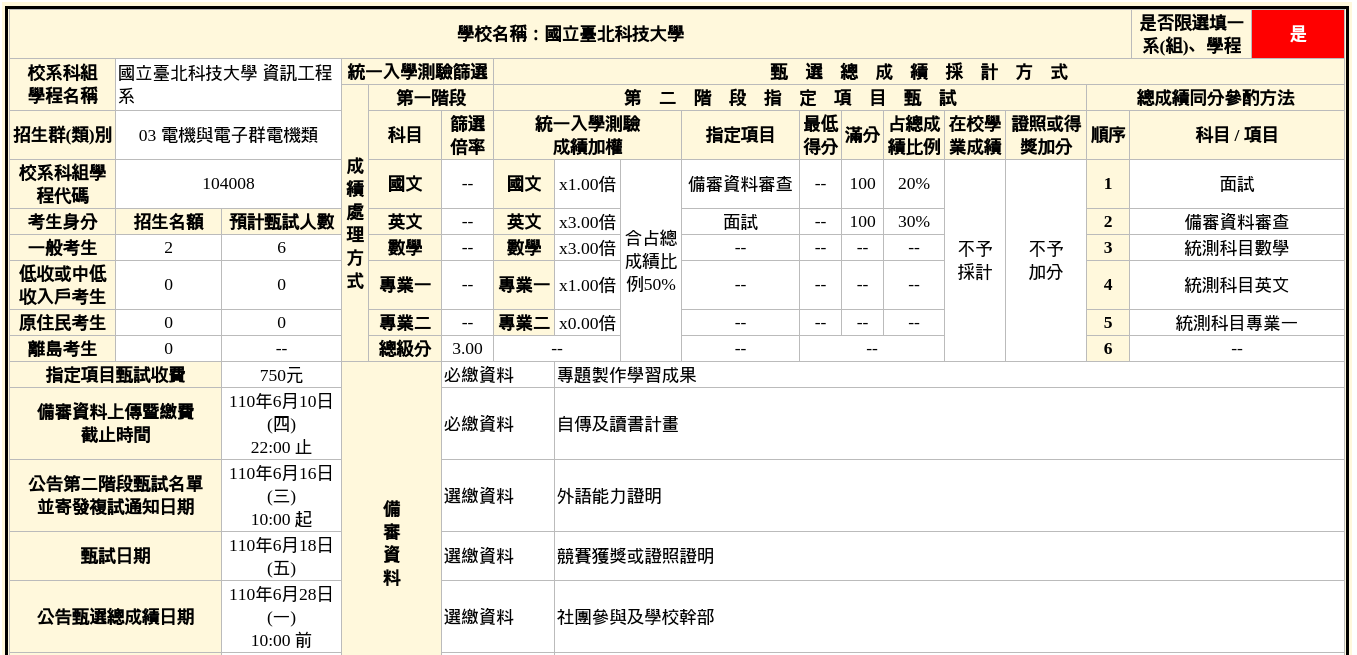 學校名稱：國立臺北科技大學
是否限選填一
系(組)、學程
是
校系科組
學程名稱
國立臺北科技大學 資訊工程
系
統一入學測驗篩選
甄 選 總 成 績 採 計 方 式
成
績
處
理
方
式
第一階段
第 二 階 段 指 定 項 目 甄 試
總成績同分參酌方法
招生群(類)別
03 電機與電子群電機類
科目
篩選
倍率
統一入學測驗
成績加權
指定項目
最低
得分
滿分
占總成
績比例
在校學
業成績
證照或得
獎加分
順序
科目 / 項目
校系科組學
程代碼
104008
國文
--
國文
x1.00倍
合占總
成績比
例50%
備審資料審查
--
100
20%
不予
採計
不予
加分
1
面試
考生身分
招生名額
預計甄試人數
英文
--
英文
x3.00倍
面試
--
100
30%
2
備審資料審查
一般考生
2
6
數學
--
數學
x3.00倍
--
--
--
--
3
統測科目數學
低收或中低
收入戶考生
0
0
專業一
--
專業一
x1.00倍
--
--
--
--
4
統測科目英文
原住民考生
0
0
專業二
--
專業二
x0.00倍
--
--
--
--
5
統測科目專業一
離島考生
0
--
總級分
3.00
--
--
--
6
--
指定項目甄試收費
750元
備
審
資
料
必繳資料
專題製作學習成果
備審資料上傳暨繳費
截止時間
110年6月10日
(四)
22:00 止
必繳資料
自傳及讀書計畫
公告第二階段甄試名單
並寄發複試通知日期
110年6月16日
(三)
10:00 起
選繳資料
外語能力證明
甄試日期
110年6月18日
(五)
選繳資料
競賽獲獎或證照證明
公告甄選總成績日期
110年6月28日
(一)
10:00 前
選繳資料
社團參與及學校幹部